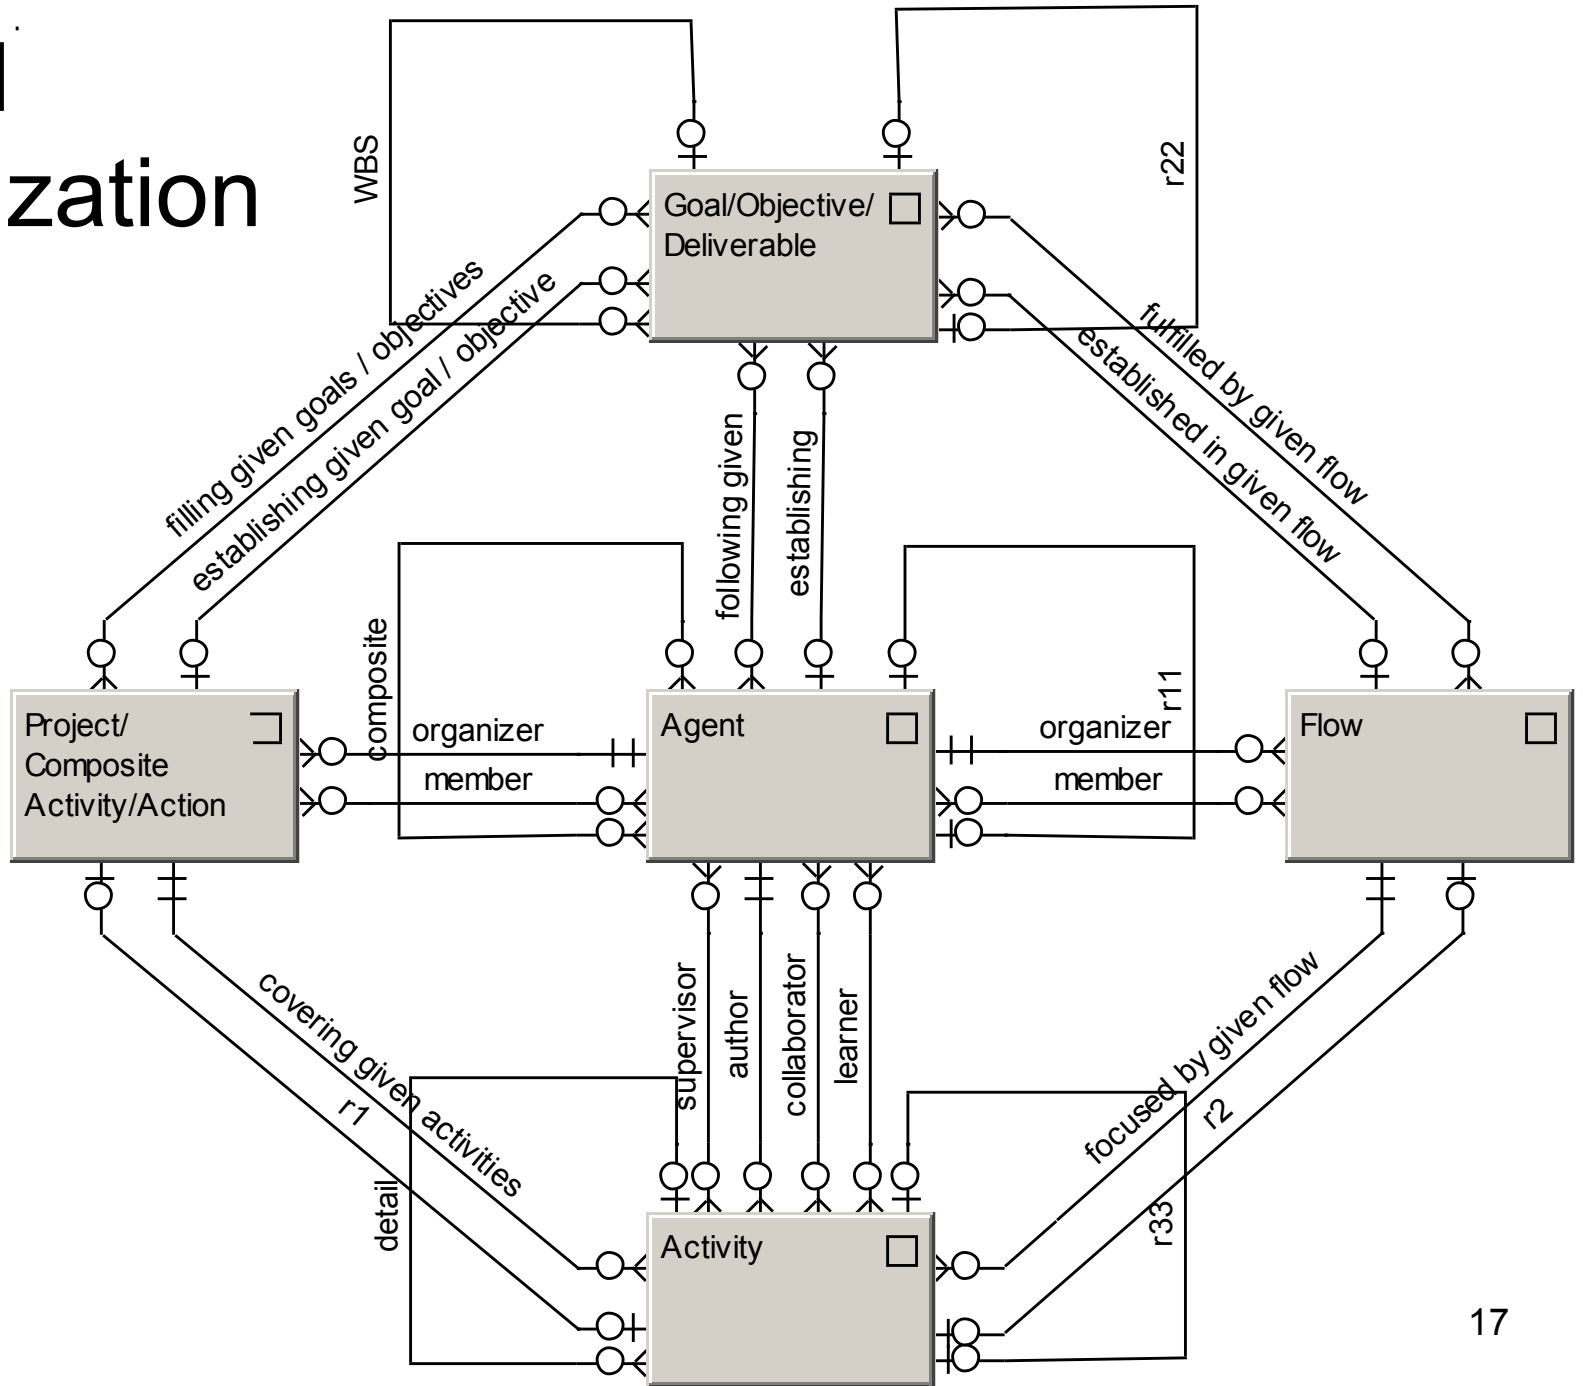 zation
WBS
r22
Goal/Objective/
Deliverable
filling given goals / objectives
establishing given goal / objective
fulfilled by given flow
established in given flow
following given
establishing
composite
r11
Project/
Composite
Activity/Action
organizer
member
Agent
organizer
member
Flow
covering given activities
r1
supervisor
author
collaborator
learner
focused by given flow
r2
detail
r33
Activity
17